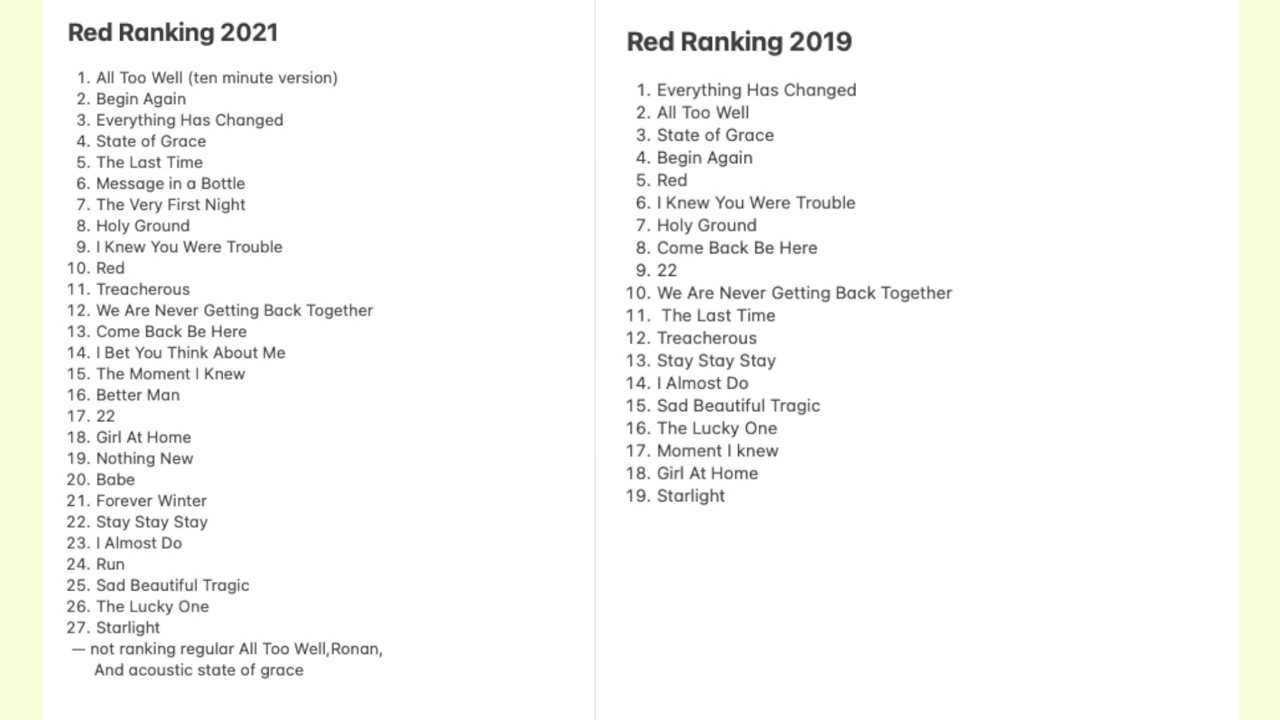 Red Ranking 2021
1. All Too Well (ten minute version)
2. Begin Again
3. Everything Has Changed
4. State of Grace
5. The Last Time
6. Message in a Bottle
7. The Very First Night
8. Holy Ground
9. I Knew You Were Trouble
10. Red
11. Treacherous
12. We Are Never Getting Back Together
13. Come Back Be Here
14. I Bet You Think About Me
15. The Moment I Knew
16. Better Man
17. 22
18. Girl At Home
19. Nothing New
20. Babe
21. Forever Winter
22. Stay Stay Stay
23. I Almost Do
24. Run
25. Sad Beautiful Tragic
26. The Lucky One
27. Starlight
— not ranking regular All Too Well,Ronan,
And acoustic state of grace
Red Ranking 2019
1. Everything Has Changed
2. All Too Well
3. State of Grace
4. Begin Again
5. Red
6. I Knew You Were Trouble
7. Holy Ground
8. Come Back Be Here
9. 22
10. We Are Never Getting Back Together
11. The Last Time
12. Treacherous
13. Stay Stay Stay
14. I Almost Do
15. Sad Beautiful Tragic
16. The Lucky One
17. Moment I knew
18. Girl At Home
19. Starlight